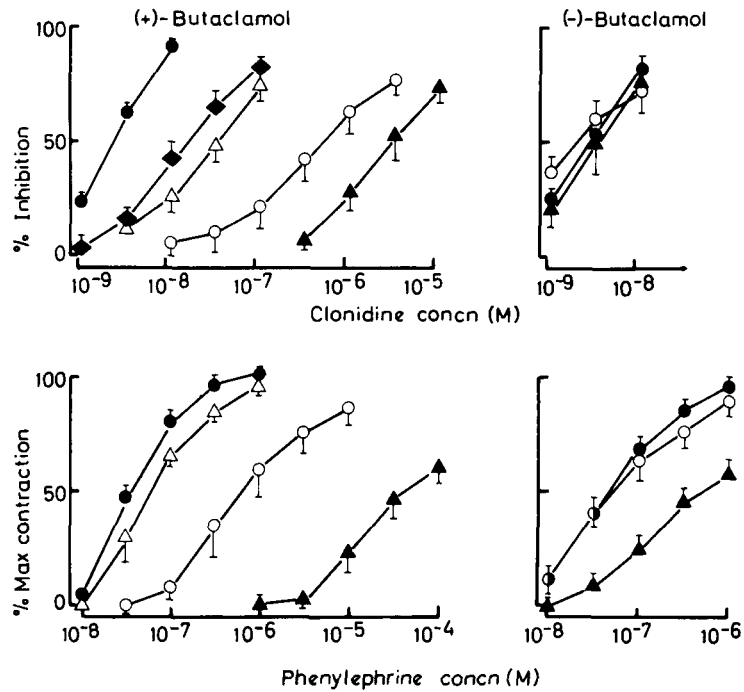 (+)-Butaclamol
(-)-Butaclamol
% Inhibition
100
50
0
10⁻⁹ 10⁻⁸ 10⁻⁷ 10⁻⁶ 10⁻⁵
10⁻⁹ 10⁻⁸
Clonidine concn (M)
% Max contraction
100
50
0
10⁻⁸ 10⁻⁷ 10⁻⁶ 10⁻⁵ 10⁻⁴
10⁻⁸ 10⁻⁷ 10⁻⁶
Phenylephrine concn (M)